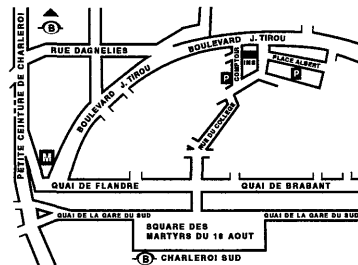 B
RUE DAGNELIES
BOULEVARD J. TIROU
BOULEVARD J. TIROU
PETITE CEINTURE DE CHARLEROI
COMPTOIR
INS
PLACE ALBERT
P
P
RUE DU COLLEGE
M
QUAI DE FLANDRE
QUAI DE BRABANT
QUAI DE LA GARE DU SUD
QUAI DE LA GARE DU SUD
SQUARE DES
MARTYRS DU 18 AOUT
B CHARLEROI SUD